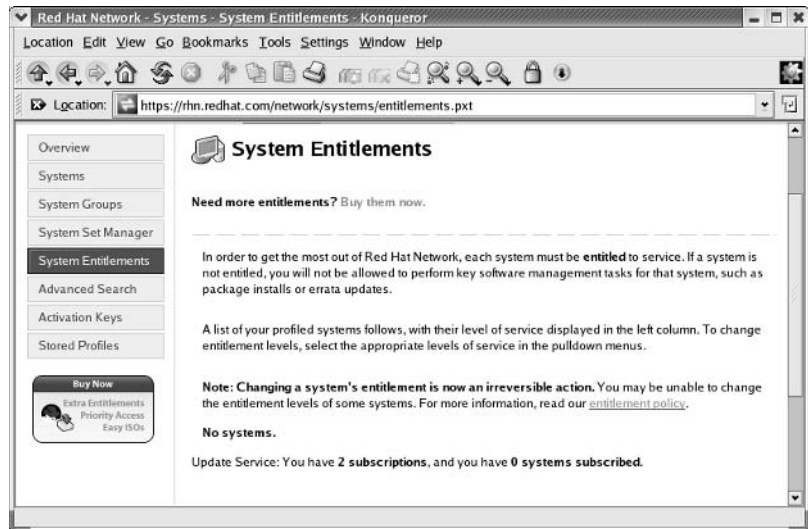 Red Hat Network - Systems - System Entitlements - Konqueror
Location Edit View Go Bookmarks Tools Settings Window Help
Location: https://rhn.redhat.com/network/systems/entitlements.pxt
Overview
Systems
System Groups
System Set Manager
System Entitlements
Advanced Search
Activation Keys
Stored Profiles
Buy Now
Extra Entitlements
Priority Access
Easy ISOs
System Entitlements
Need more entitlements? Buy them now.
In order to get the most out of Red Hat Network, each system must be entitled to service. If a system is
not entitled, you will not be allowed to perform key software management tasks for that system, such as
package installs or errata updates.
A list of your profiled systems follows, with their level of service displayed in the left column. To change
entitlement levels, select the appropriate levels of service in the pulldown menus.
Note: Changing a system's entitlement is now an irreversible action. You may be unable to change
the entitlement levels of some systems. For more information, read our entitlement policy.
No systems.
Update Service: You have 2 subscriptions, and you have 0 systems subscribed.